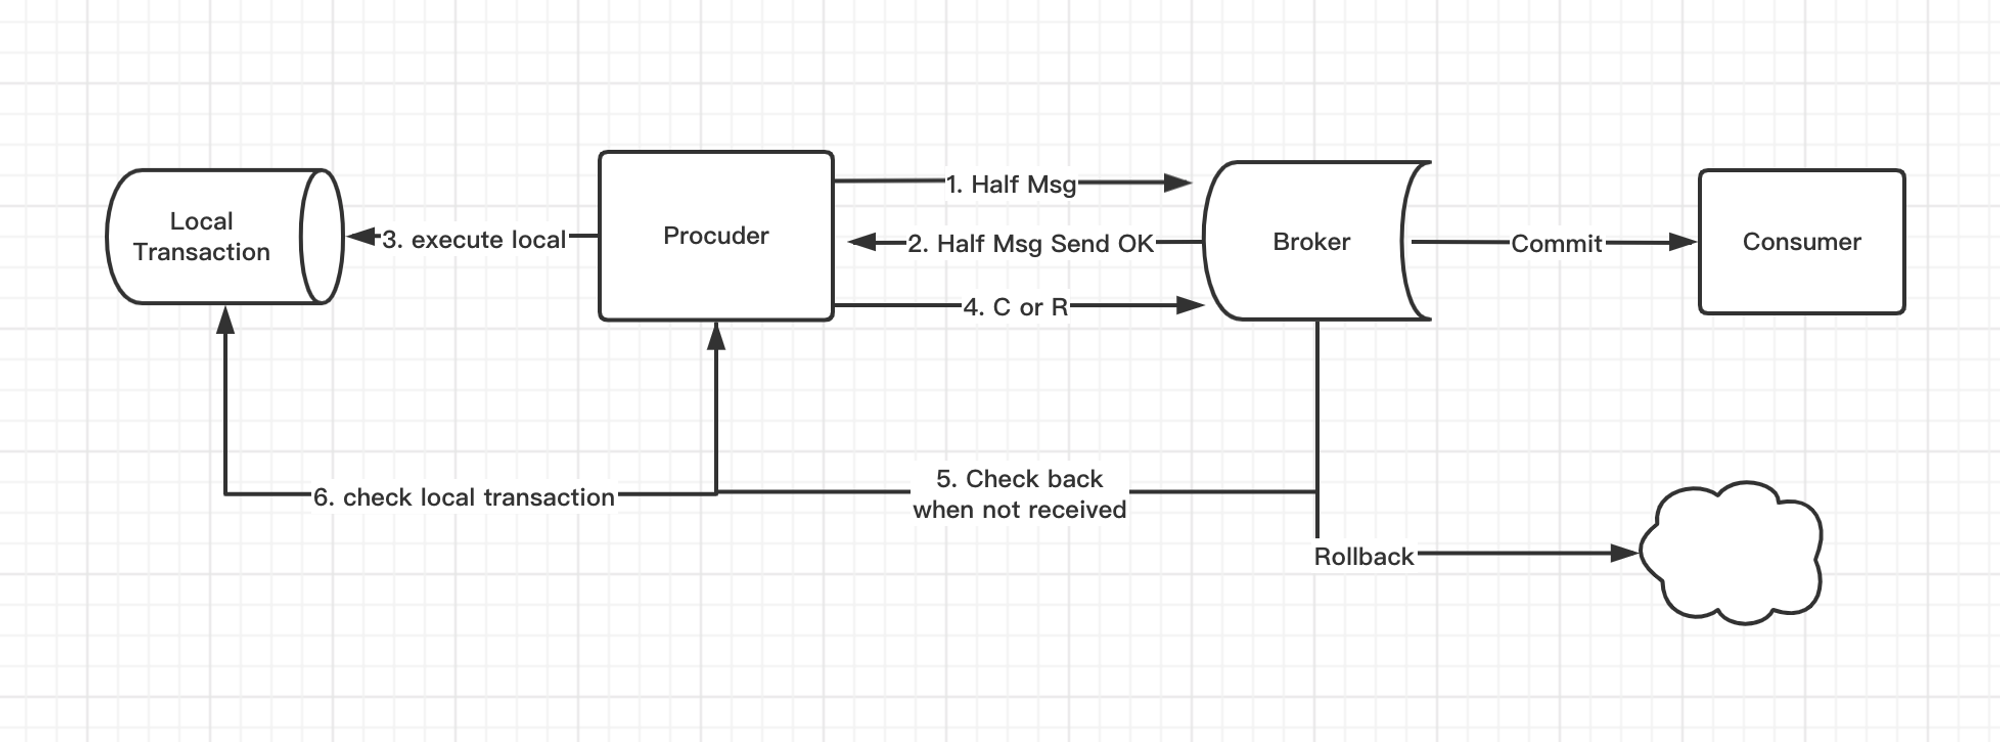 Local
Transaction
3. execute local
Procuder
1. Half Msg
2. Half Msg Send OK
4. C or R
Broker
Commit
Consumer
6. check local transaction
5. Check back
when not received
Rollback